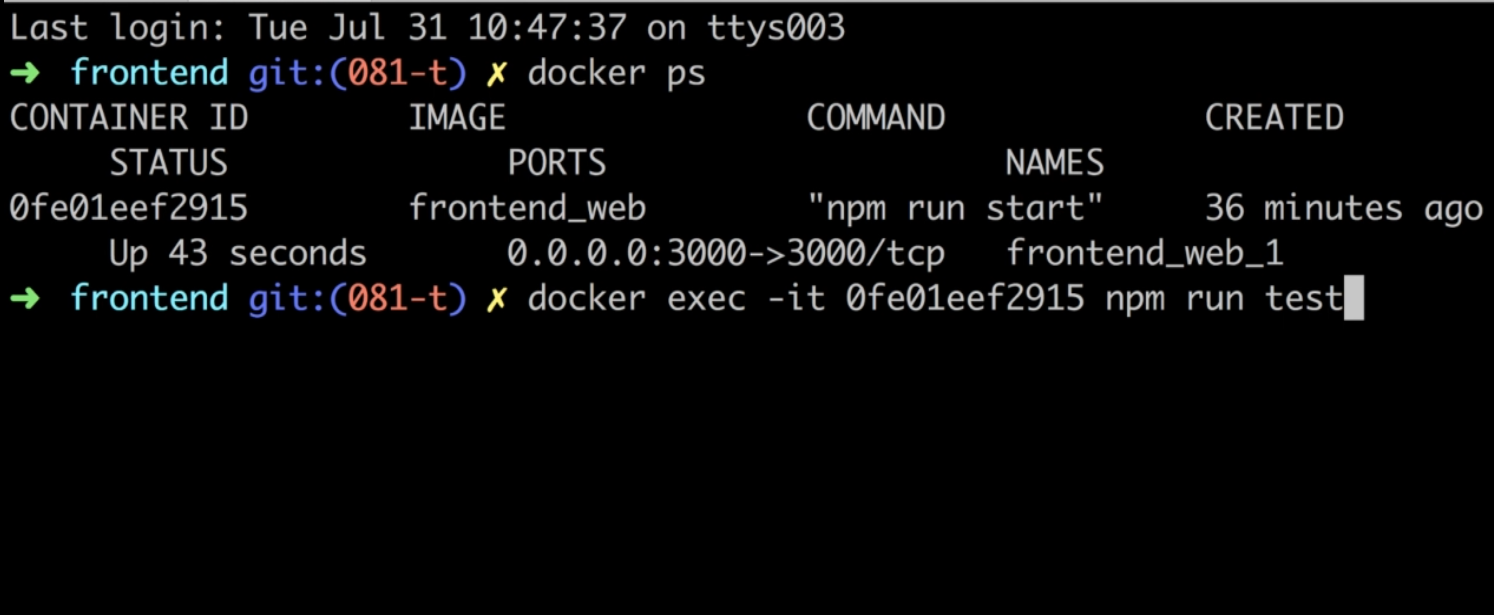 Last login: Tue Jul 31 10:47:37 on ttys003
➜ frontend git:(081-t) ✗ docker ps
CONTAINER ID        IMAGE               COMMAND             CREATED
     STATUS              PORTS                    NAMES
0fe01eef2915        frontend_web        "npm run start"     36 minutes ago
     Up 43 seconds       0.0.0.0:3000->3000/tcp   frontend_web_1
➜ frontend git:(081-t) ✗ docker exec -it 0fe01eef2915 npm run test